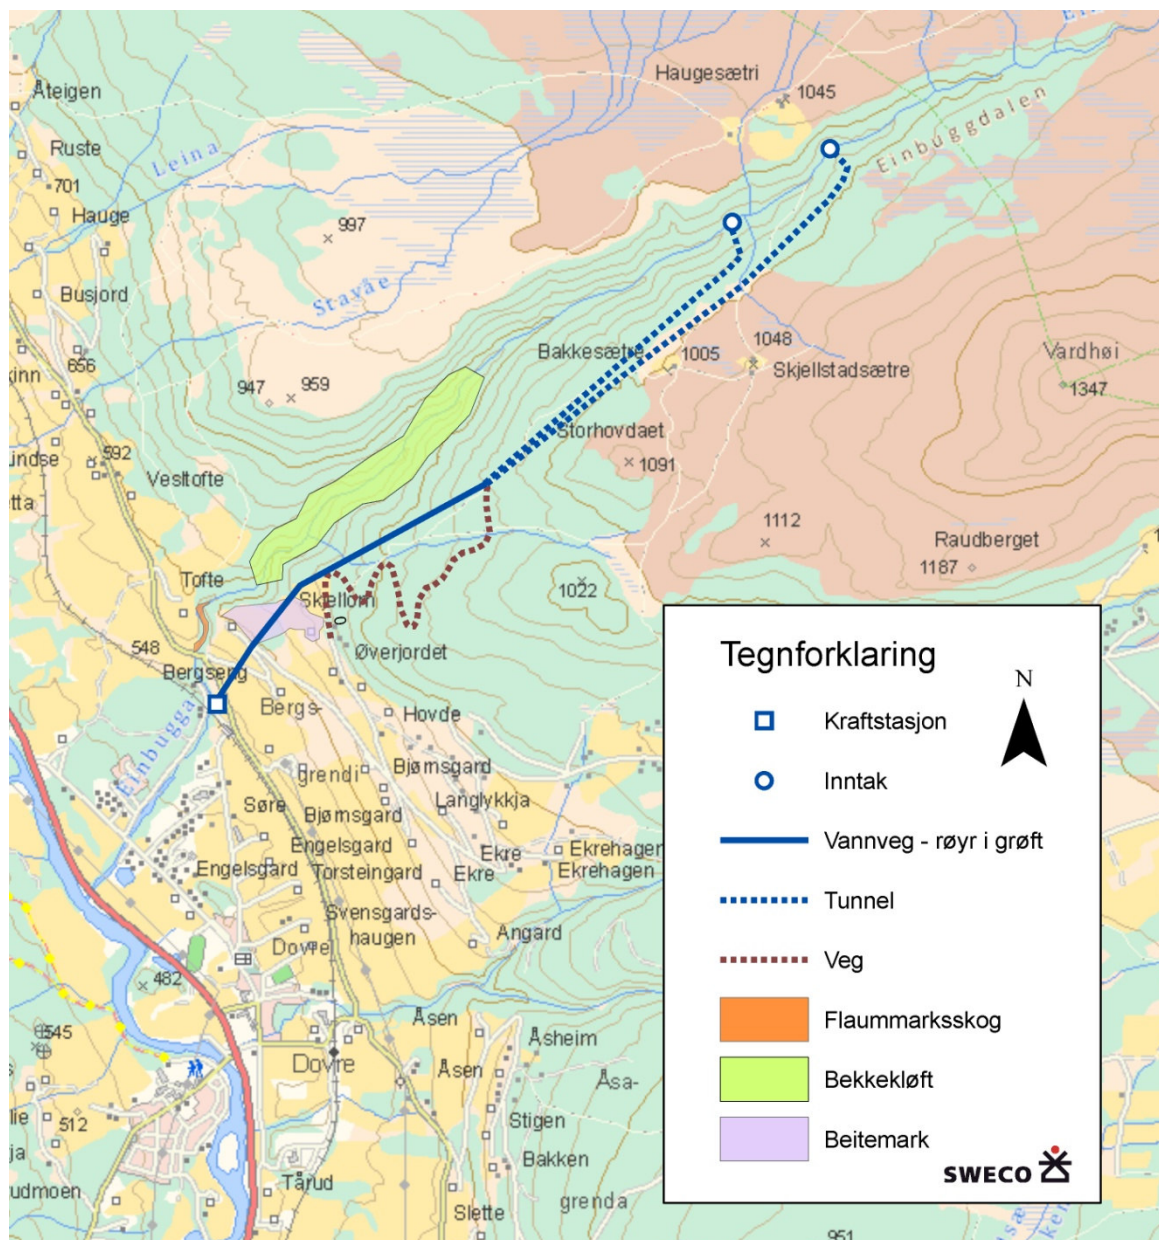 Haugesætri
1045
Åteigen
Ruste
Leina
701
Hauge
Einbuggdalen
997
Stavåe
Busjord
656
Bakkesætre
1005
1048
Skjellstadsætre
Vardhøi
1347
947
959
Storhovdaet
1091
592
Vesltofte
1112
Raudberget
1187
Tofte
1022
Skjellom
0
548
Øverjordet
Bergseng
Bergs-
grendi
Hovde
Einbugga
Bjørnsgard
Langlykkja
Søre
Bjørnsgard
Engelsgard
Engelsgard
Ekre
Ekrehagen
Ekrehagen
Torsteingard
Ekre
Svensgards-
haugen
Angard
Dovre
482
545
Åsen
Åsheim
Dovre
Åsen
Åsa-
512
Stigen
Bakken
Tårud
grenda
Slette
951
Tegnforklaring
N
Kraftstasjon
Inntak
Vannveg - røyr i grøft
Tunnel
Veg
Flaummarksskog
Bekkekløft
Beitemark
SWECO